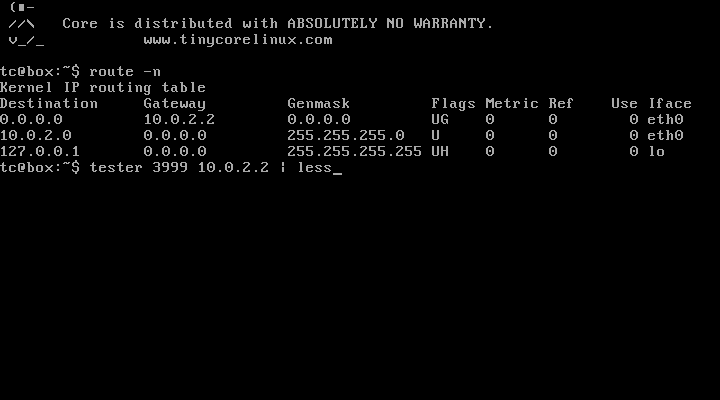 (▪-
//\   Core is distributed with ABSOLUTELY NO WARRANTY.
v_/_           www.tinycorelinux.com
tc@box:~$ route -n
Kernel IP routing table
Destination     Gateway         Genmask         Flags Metric Ref    Use Iface
0.0.0.0         10.0.2.2        0.0.0.0         UG    0      0        0 eth0
10.0.2.0        0.0.0.0         255.255.255.0   U     0      0        0 eth0
127.0.0.1       0.0.0.0         255.255.255.255 UH    0      0        0 lo
tc@box:~$ tester 3999 10.0.2.2 | less_